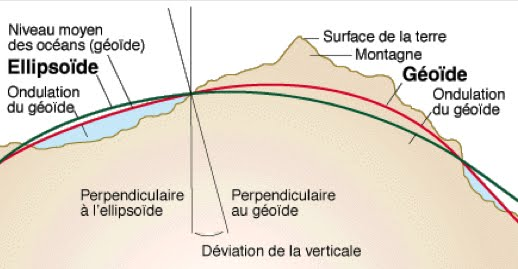 Niveau moyen
des océans (géoïde)
Ellipsoïde
Ondulation
du géoïde
Surface de la terre
Montagne
Géoïde
Ondulation
du géoïde
Perpendiculaire
à l'ellipsoïde
Perpendiculaire
au géoïde
Déviation de la verticale